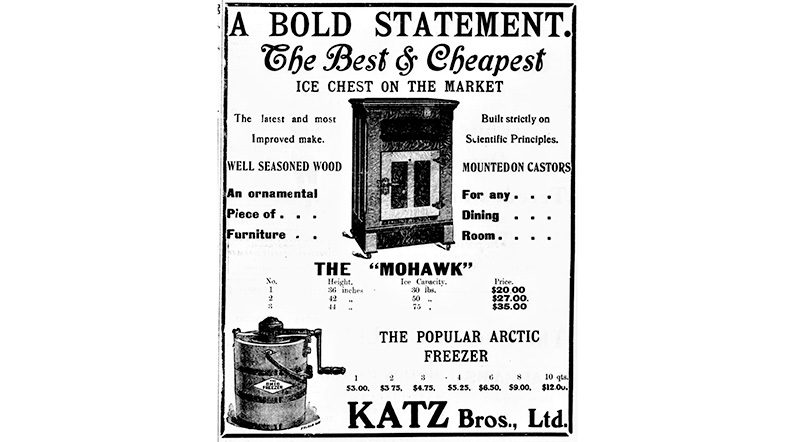 A BOLD STATEMENT.
The Best & Cheapest
ICE CHEST ON THE MARKET
The latest and most
Improved make.
WELL SEASONED WOOD
An ornamental
Piece of . . .
Furniture . .
Built strictly on
Scientific Principles.
MOUNTED ON CASTORS
For any . . .
Dining . . .
Room . . . .
THE "MOHAWK"
No. Height. Ice Capacity. Price.
1 36 inches 30 lbs. $20 00
2 42 „ 50 „ $27.00.
3 44 „ 75 „ $35.00
THE POPULAR ARCTIC
FREEZER
OHIO
FREEZER
1 2 3 4 6 8 10 qts.
$3.00. $3 75. $4.75. $5.25, $6.50, $9.00, $12.00.
KATZ Bros., Ltd.